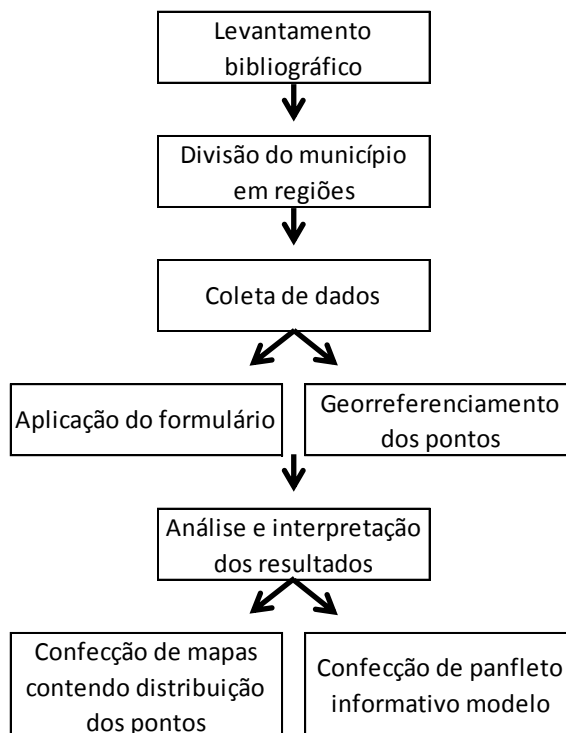 Levantamento
bibliográfico
Divisão do município
em regiões
Coleta de dados
Aplicação do formulário
Georreferenciamento
dos pontos
Análise e interpretação
dos resultados
Confecção de mapas
contendo distribuição
dos pontos
Confecção de panfleto
informativo modelo